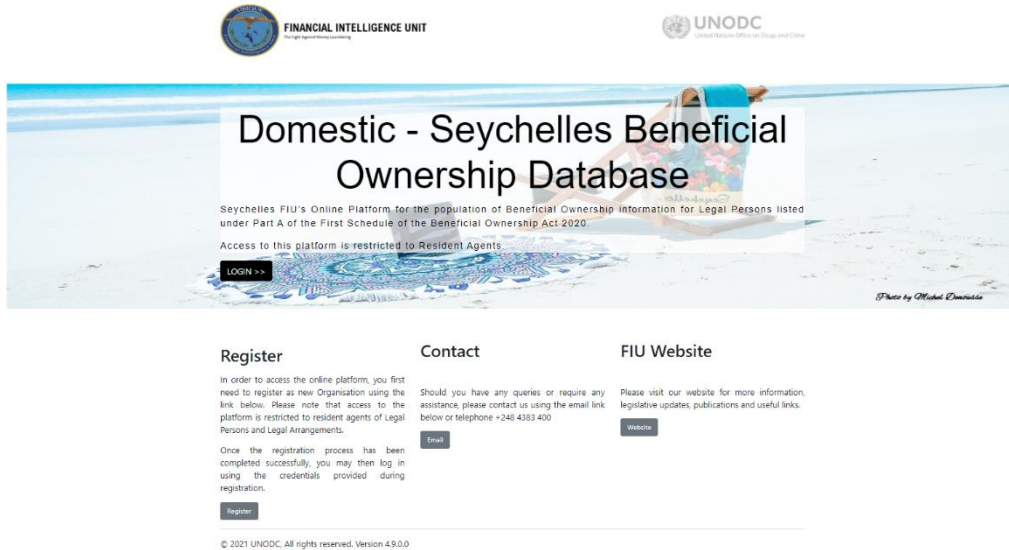 FINANCIAL INTELLIGENCE UNIT
The Fight Against Money Laundering
UNODC
United Nations Office on Drugs and Crime
Domestic - Seychelles Beneficial
Ownership Database
Seychelles FIU's Online Platform for the population of Beneficial Ownership information for Legal Persons listed
under Part A of the First Schedule of the Beneficial Ownership Act 2020.
Access to this platform is restricted to Resident Agents.
LOGIN >>
Seychelles
Photo by Michel Denousse
Register
In order to access the online platform, you first
need to register as new Organisation using the
link below. Please note that access to the
platform is restricted to resident agents of Legal
Persons and Legal Arrangements.
Once the registration process has been
completed successfully, you may then log in
using the credentials provided during
registration.
Register
Contact
Should you have any queries or require any
assistance, please contact us using the email link
below or telephone +248 4383 400
Email
FIU Website
Please visit our website for more information,
legislative updates, publications and useful links.
Website
© 2021 UNODC, All rights reserved. Version 4.9.0.0